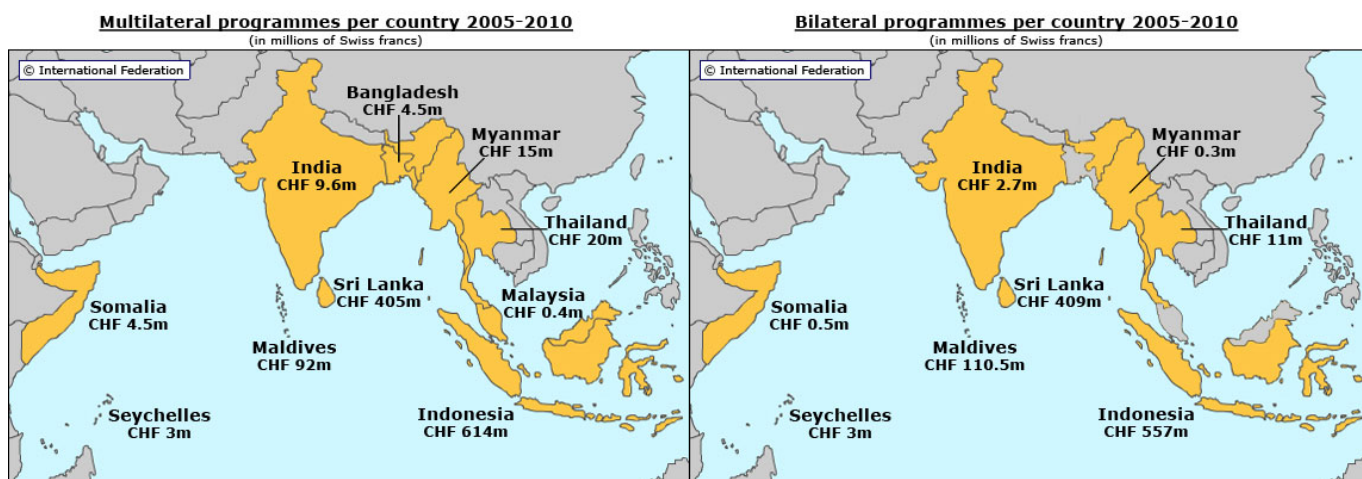 Multilateral programmes per country 2005-2010
(in millions of Swiss francs)
© International Federation
Bangladesh
CHF 4.5m
Myanmar
CHF 15m
India
CHF 9.6m
Thailand
CHF 20m
Sri Lanka
CHF 405m
Malaysia
CHF 0.4m
Somalia
CHF 4.5m
Maldives
CHF 92m
Seychelles
CHF 3m
Indonesia
CHF 614m
Bilateral programmes per country 2005-2010
(in millions of Swiss francs)
© International Federation
Myanmar
CHF 0.3m
India
CHF 2.7m
Thailand
CHF 11m
Sri Lanka
CHF 409m
Somalia
CHF 0.5m
Maldives
CHF 110.5m
Seychelles
CHF 3m
Indonesia
CHF 557m